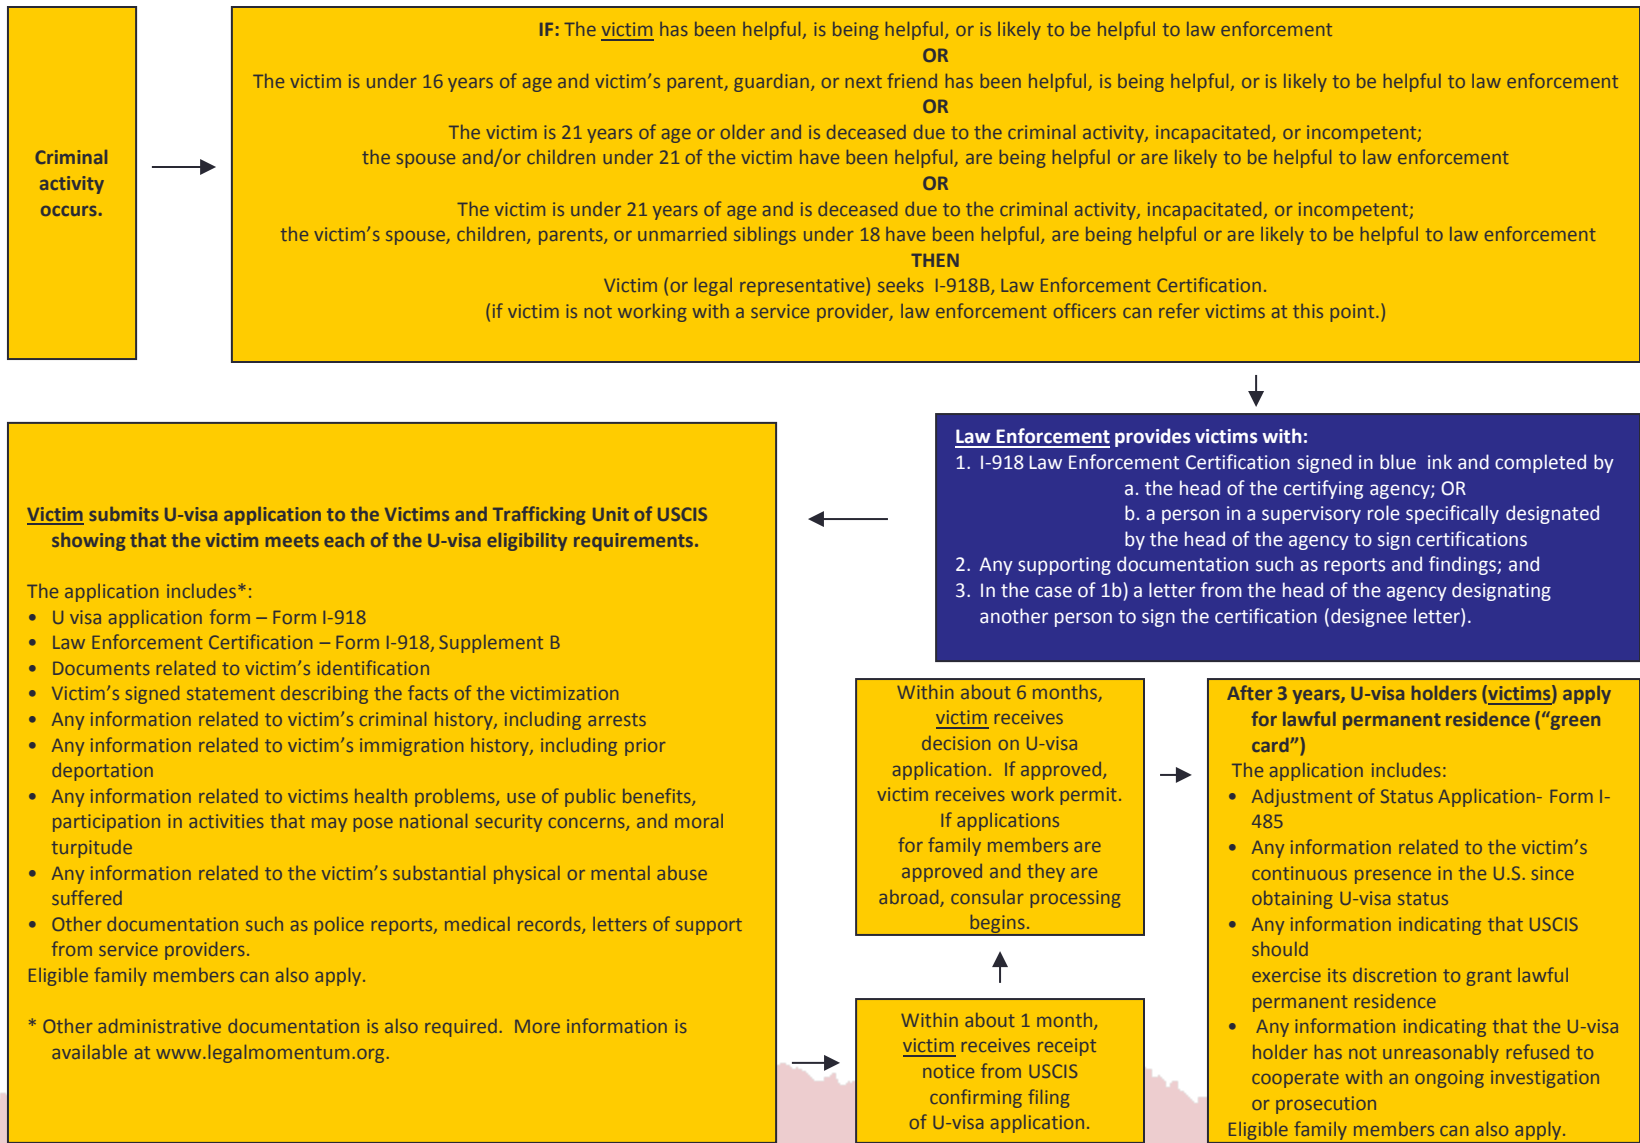 Criminal
activity
occurs.
IF: The victim has been helpful, is being helpful, or is likely to be helpful to law enforcement
OR
The victim is under 16 years of age and victim’s parent, guardian, or next friend has been helpful, is being helpful, or is likely to be helpful to law enforcement
OR
The victim is 21 years of age or older and is deceased due to the criminal activity, incapacitated, or incompetent;
the spouse and/or children under 21 of the victim have been helpful, are being helpful or are likely to be helpful to law enforcement
OR
The victim is under 21 years of age and is deceased due to the criminal activity, incapacitated, or incompetent;
the victim’s spouse, children, parents, or unmarried siblings under 18 have been helpful, are being helpful or are likely to be helpful to law enforcement
THEN
Victim (or legal representative) seeks I-918B, Law Enforcement Certification.
(if victim is not working with a service provider, law enforcement officers can refer victims at this point.)
Law Enforcement provides victims with:
1. I-918 Law Enforcement Certification signed in blue ink and completed by
a. the head of the certifying agency; OR
b. a person in a supervisory role specifically designated
by the head of the agency to sign certifications
2. Any supporting documentation such as reports and findings; and
3. In the case of 1b) a letter from the head of the agency designating
another person to sign the certification (designee letter).
Victim submits U-visa application to the Victims and Trafficking Unit of USCIS
showing that the victim meets each of the U-visa eligibility requirements.
The application includes*:
• U visa application form – Form I-918
• Law Enforcement Certification – Form I-918, Supplement B
• Documents related to victim’s identification
• Victim’s signed statement describing the facts of the victimization
• Any information related to victim’s criminal history, including arrests
• Any information related to victim’s immigration history, including prior
deportation
• Any information related to victims health problems, use of public benefits,
participation in activities that may pose national security concerns, and moral
turpitude
• Any information related to the victim’s substantial physical or mental abuse
suffered
• Other documentation such as police reports, medical records, letters of support
from service providers.
Eligible family members can also apply.
* Other administrative documentation is also required. More information is
available at www.legalmomentum.org.
Within about 1 month,
victim receives receipt
notice from USCIS
confirming filing
of U-visa application.
Within about 6 months,
victim receives
decision on U-visa
application. If approved,
victim receives work permit.
If applications
for family members are
approved and they are
abroad, consular processing
begins.
After 3 years, U-visa holders (victims) apply
for lawful permanent residence (“green
card”)
The application includes:
• Adjustment of Status Application- Form I-
485
• Any information related to the victim’s
continuous presence in the U.S. since
obtaining U-visa status
• Any information indicating that USCIS
should
exercise its discretion to grant lawful
permanent residence
• Any information indicating that the U-visa
holder has not unreasonably refused to
cooperate with an ongoing investigation
or prosecution
Eligible family members can also apply.